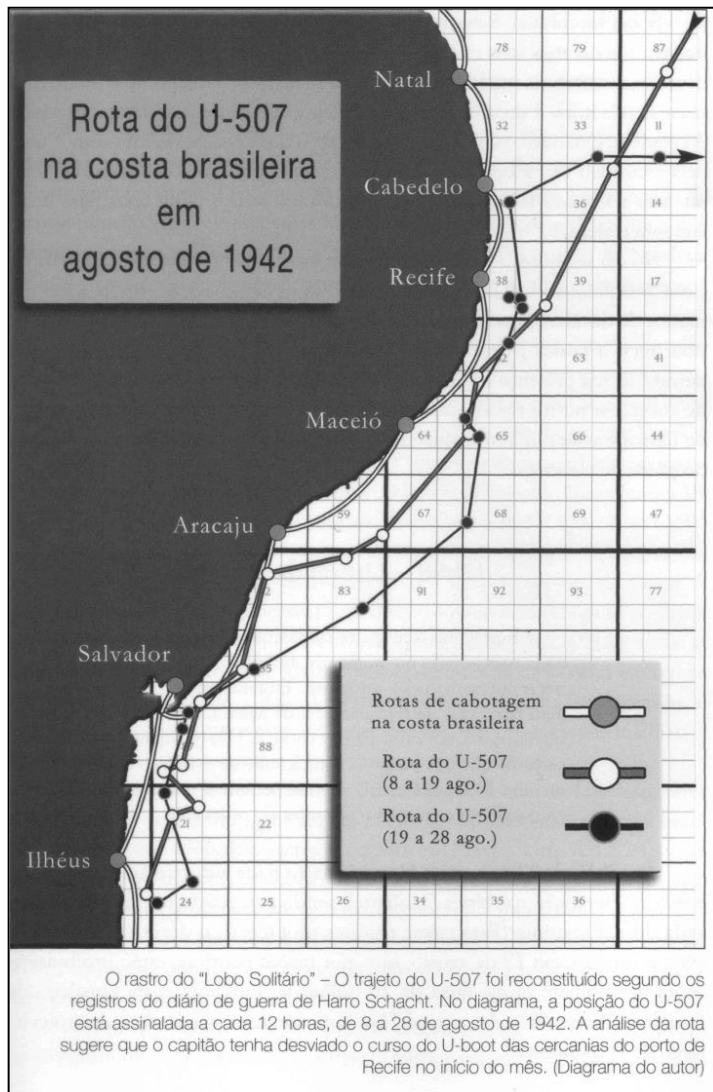 78 79 87
Natal
Rota do U-507
na costa brasileira
em
agosto de 1942
32 33 11
Cabedelo
36 14
Recife
38 39 17
63 41
Maceió
64 65 66 44
Aracaju
59 67 68 69 47
83 91 92 93 77
Salvador
88
Rotas de cabotagem
na costa brasileira
Rota do U-507
(8 a 19 ago.)
Rota do U-507
(19 a 28 ago.)
21 22
Ilhéus
24 25 26 34 35 36
O rastro do “Lobo Solitário” – O trajeto do U-507 foi reconstituído segundo os
registros do diário de guerra de Harro Schacht. No diagrama, a posição do U-507
está assinalada a cada 12 horas, de 8 a 28 de agosto de 1942. A análise da rota
sugere que o capitão tenha desviado o curso do U-boot das cercanias do porto de
Recife no início do mês. (Diagrama do autor)